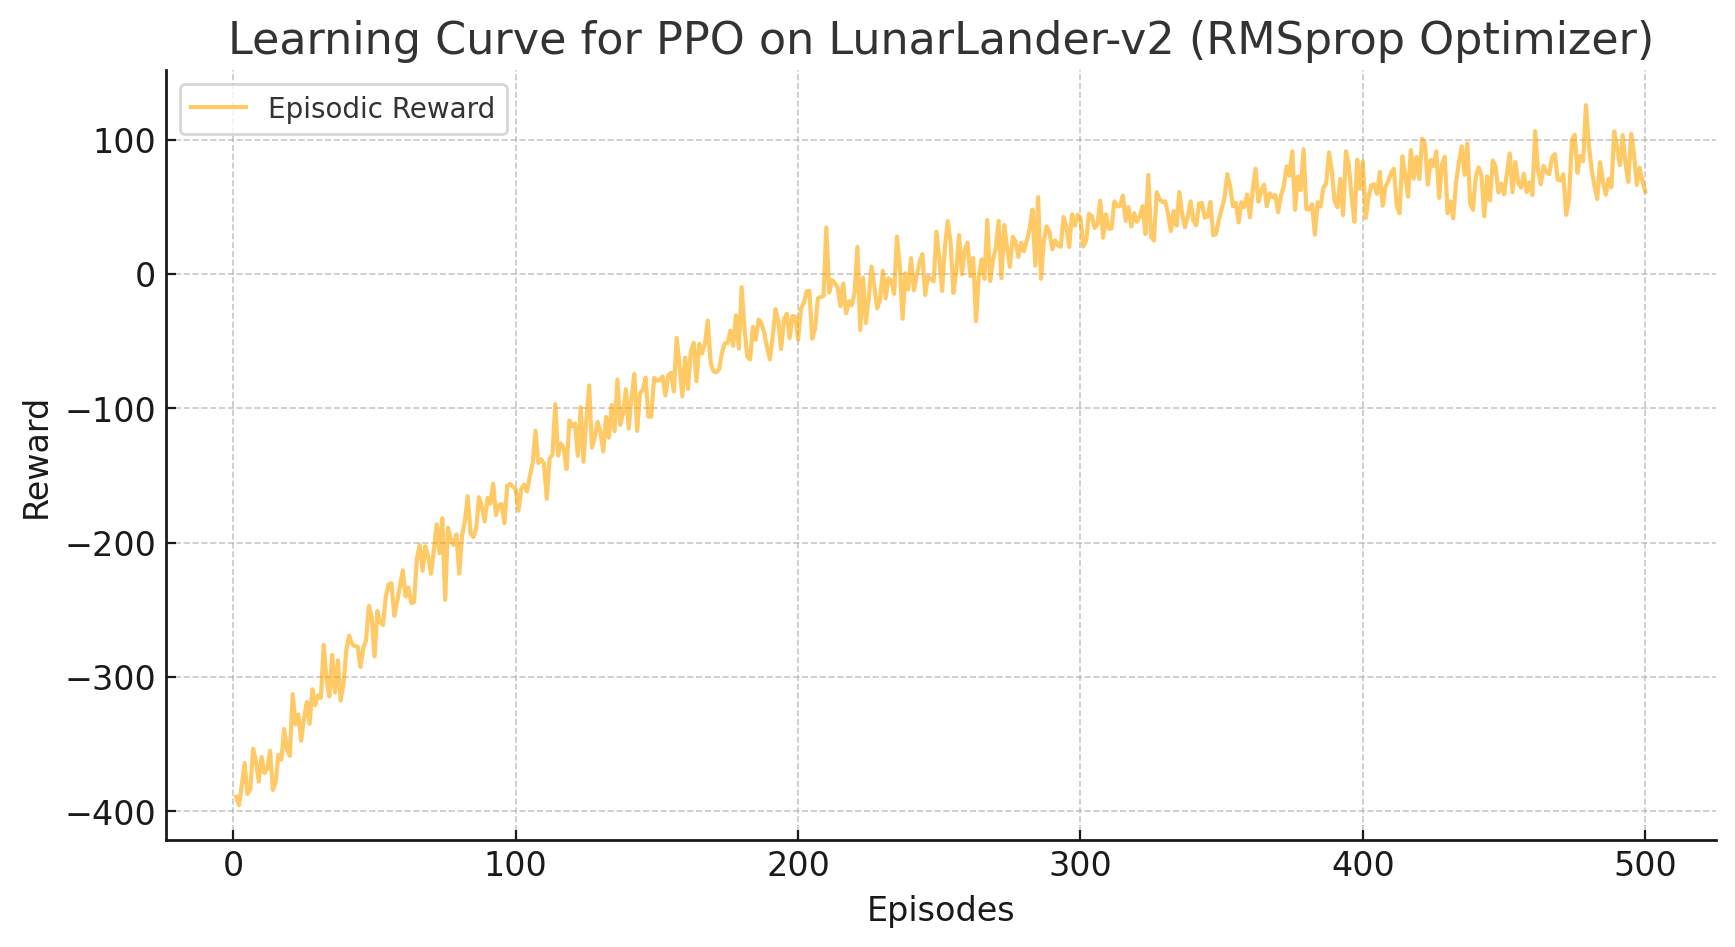 Learning Curve for PPO on LunarLander-v2 (RMSprop Optimizer)
Episodic Reward
100
0
−100
−200
−300
−400
Reward
0 100 200 300 400 500
Episodes